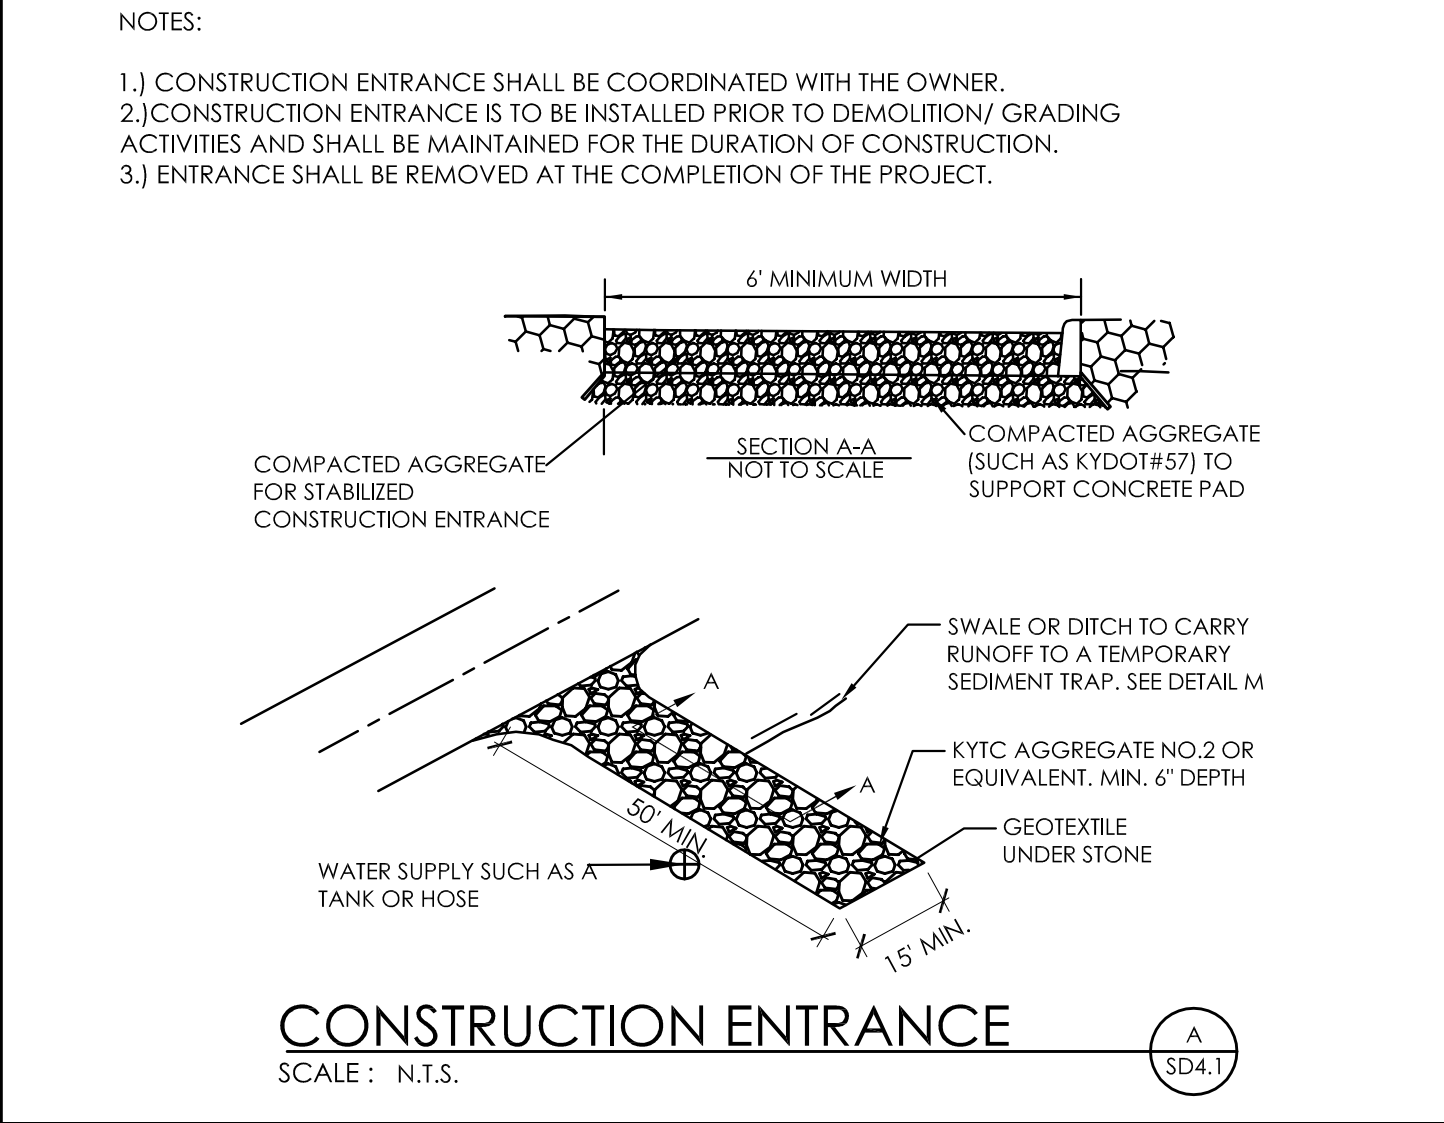 NOTES:
1.) CONSTRUCTION ENTRANCE SHALL BE COORDINATED WITH THE OWNER.
2.)CONSTRUCTION ENTRANCE IS TO BE INSTALLED PRIOR TO DEMOLITION/ GRADING
ACTIVITIES AND SHALL BE MAINTAINED FOR THE DURATION OF CONSTRUCTION.
3.) ENTRANCE SHALL BE REMOVED AT THE COMPLETION OF THE PROJECT.
6' MINIMUM WIDTH
COMPACTED AGGREGATE
FOR STABILIZED
CONSTRUCTION ENTRANCE
SECTION A-A
NOT TO SCALE
COMPACTED AGGREGATE
(SUCH AS KYDOT#57) TO
SUPPORT CONCRETE PAD
SWALE OR DITCH TO CARRY
RUNOFF TO A TEMPORARY
SEDIMENT TRAP. SEE DETAIL M
A
KYTC AGGREGATE NO.2 OR
EQUIVALENT. MIN. 6" DEPTH
A
50' MIN.
GEOTEXTILE
UNDER STONE
WATER SUPPLY SUCH AS A
TANK OR HOSE
15' MIN.
CONSTRUCTION ENTRANCE
SCALE : N.T.S.
A
SD4.1